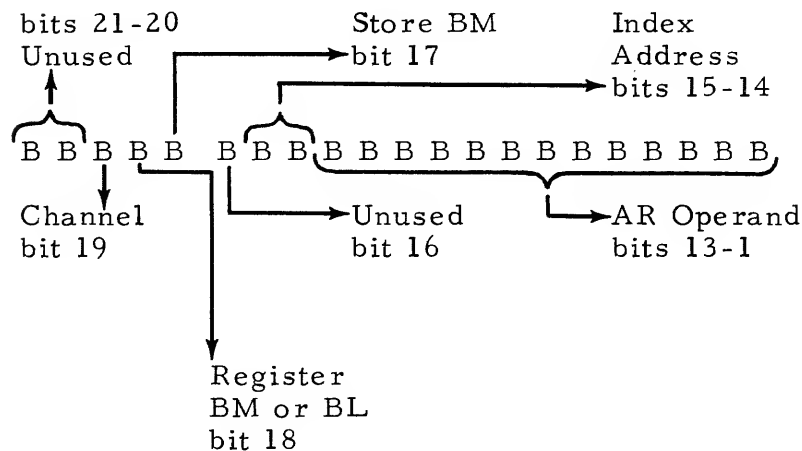 bits 21-20
Unused
Store BM
bit 17
Index
Address
bits 15-14
B B B B B B B B B B B B B B B B B B B B B
Channel
bit 19
Unused
bit 16
AR Operand
bits 13-1
Register
BM or BL
bit 18